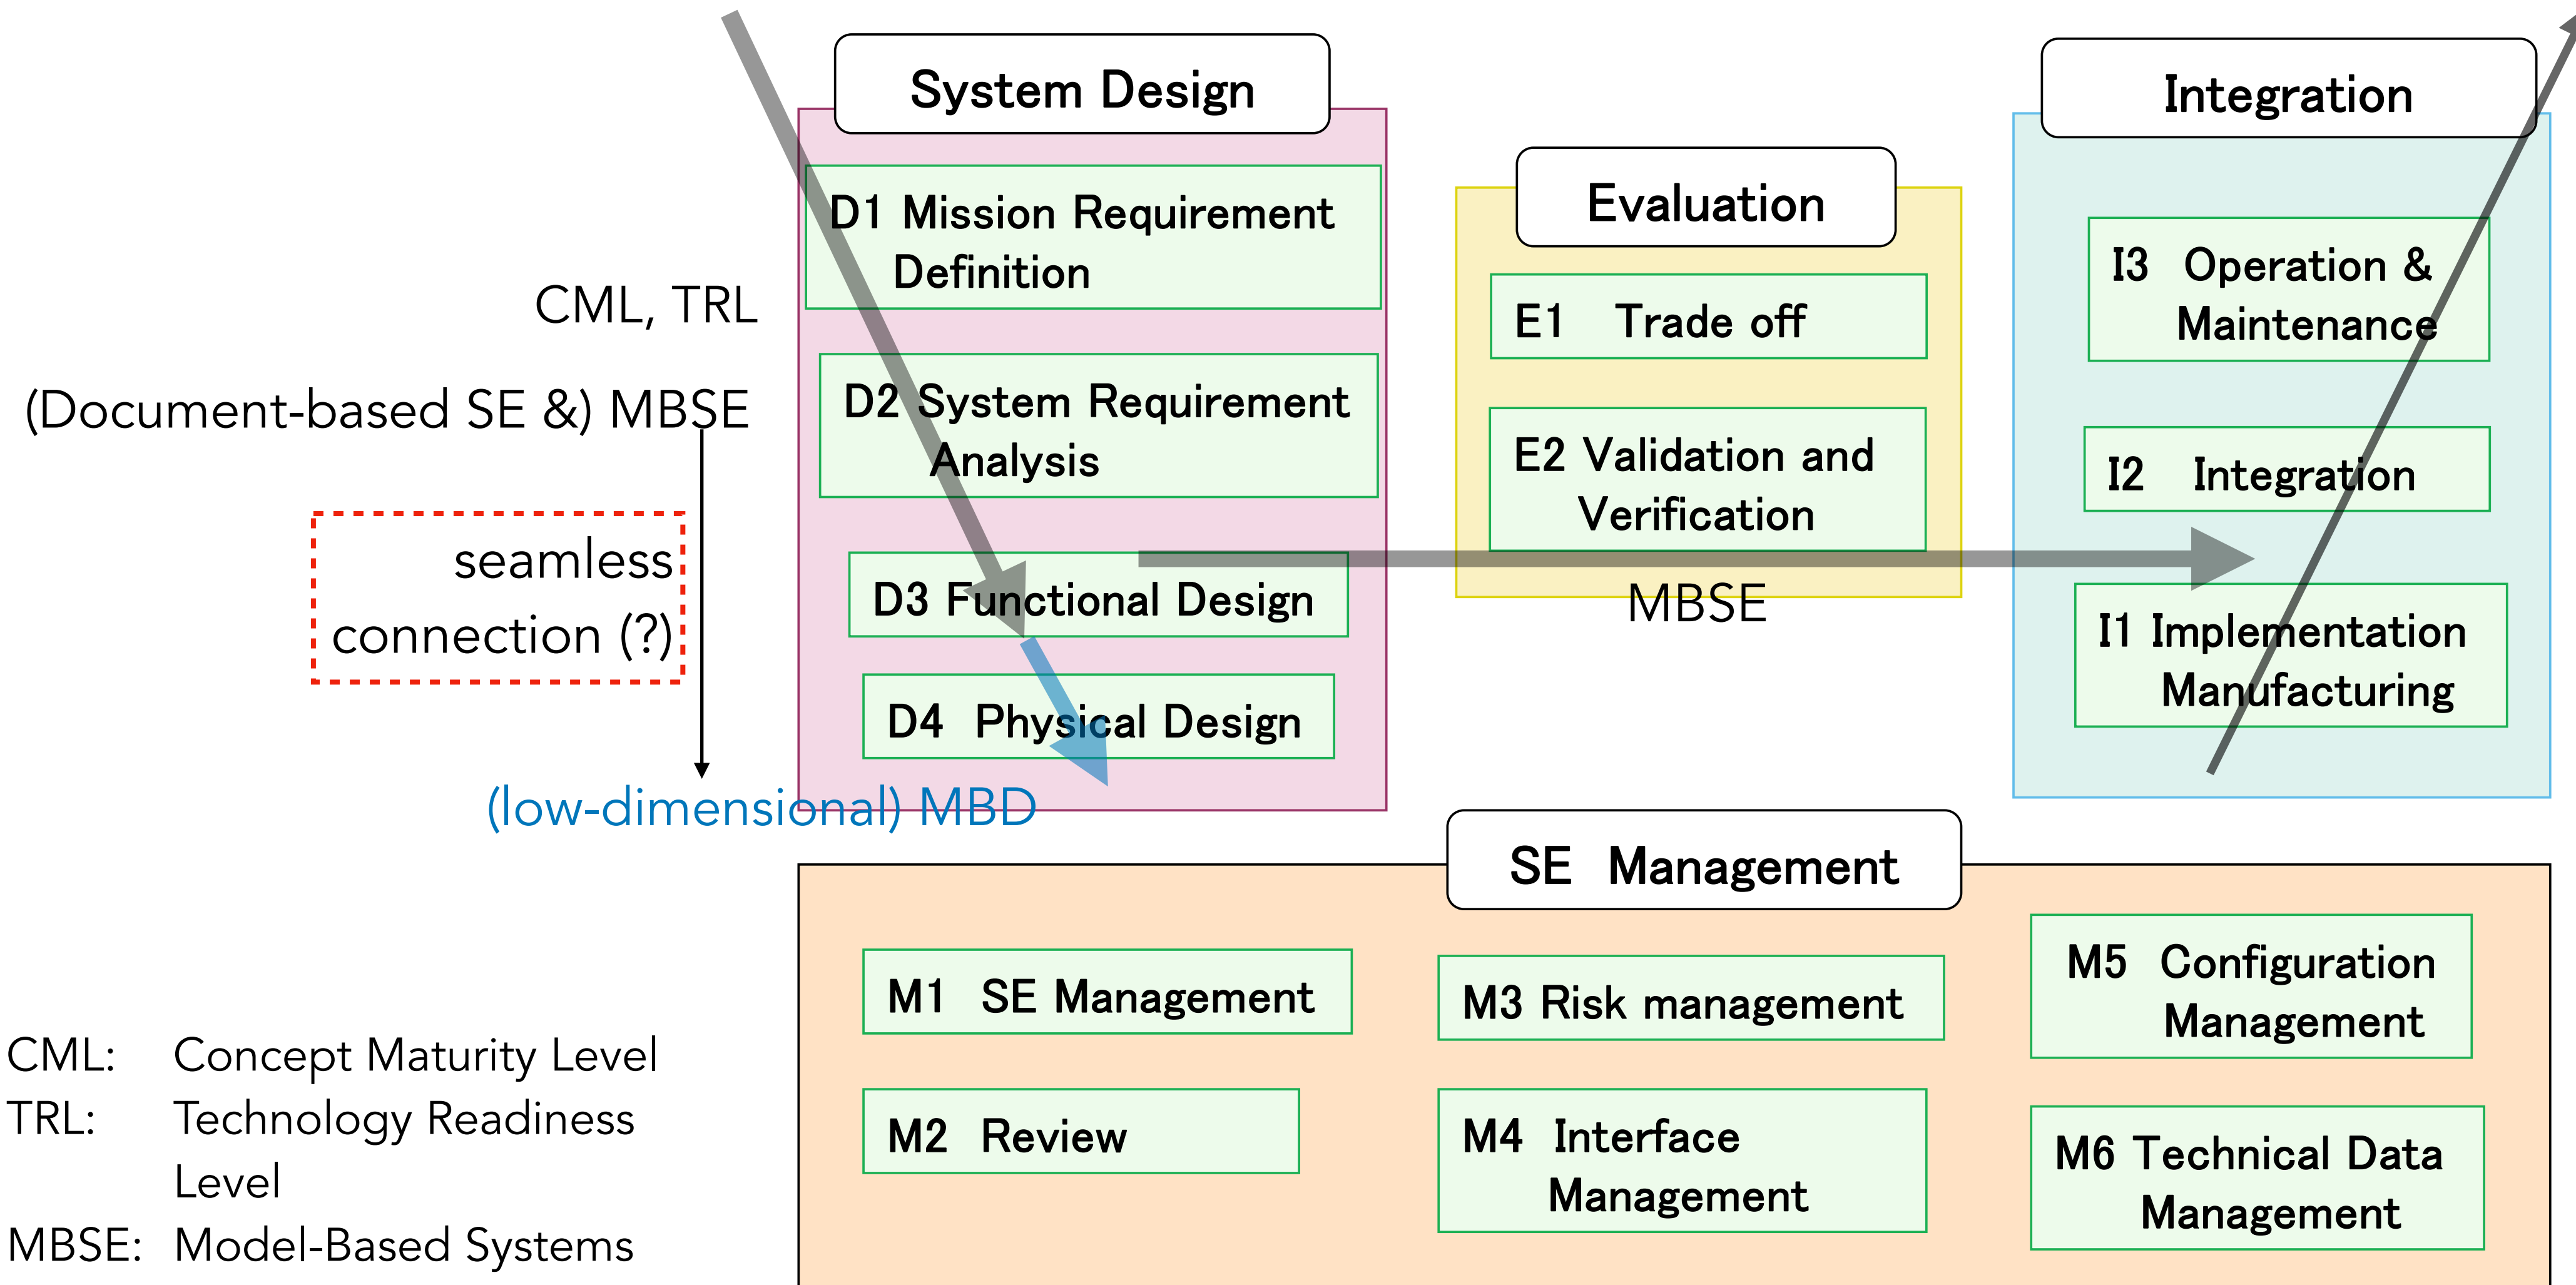 System Design
D1 Mission Requirement
Definition
D2 System Requirement
Analysis
D3 Functional Design
D4 Physical Design
Evaluation
E1 Trade off
E2 Validation and
Verification
MBSE
Integration
I3 Operation &
Maintenance
I2 Integration
I1 Implementation
Manufacturing
CML, TRL
(Document-based SE &) MBSE
seamless
connection (?)
(low-dimensional) MBD
SE Management
M1 SE Management
M2 Review
M3 Risk management
M4 Interface
Management
M5 Configuration
Management
M6 Technical Data
Management
CML: Concept Maturity Level
TRL: Technology Readiness
Level
MBSE: Model-Based Systems